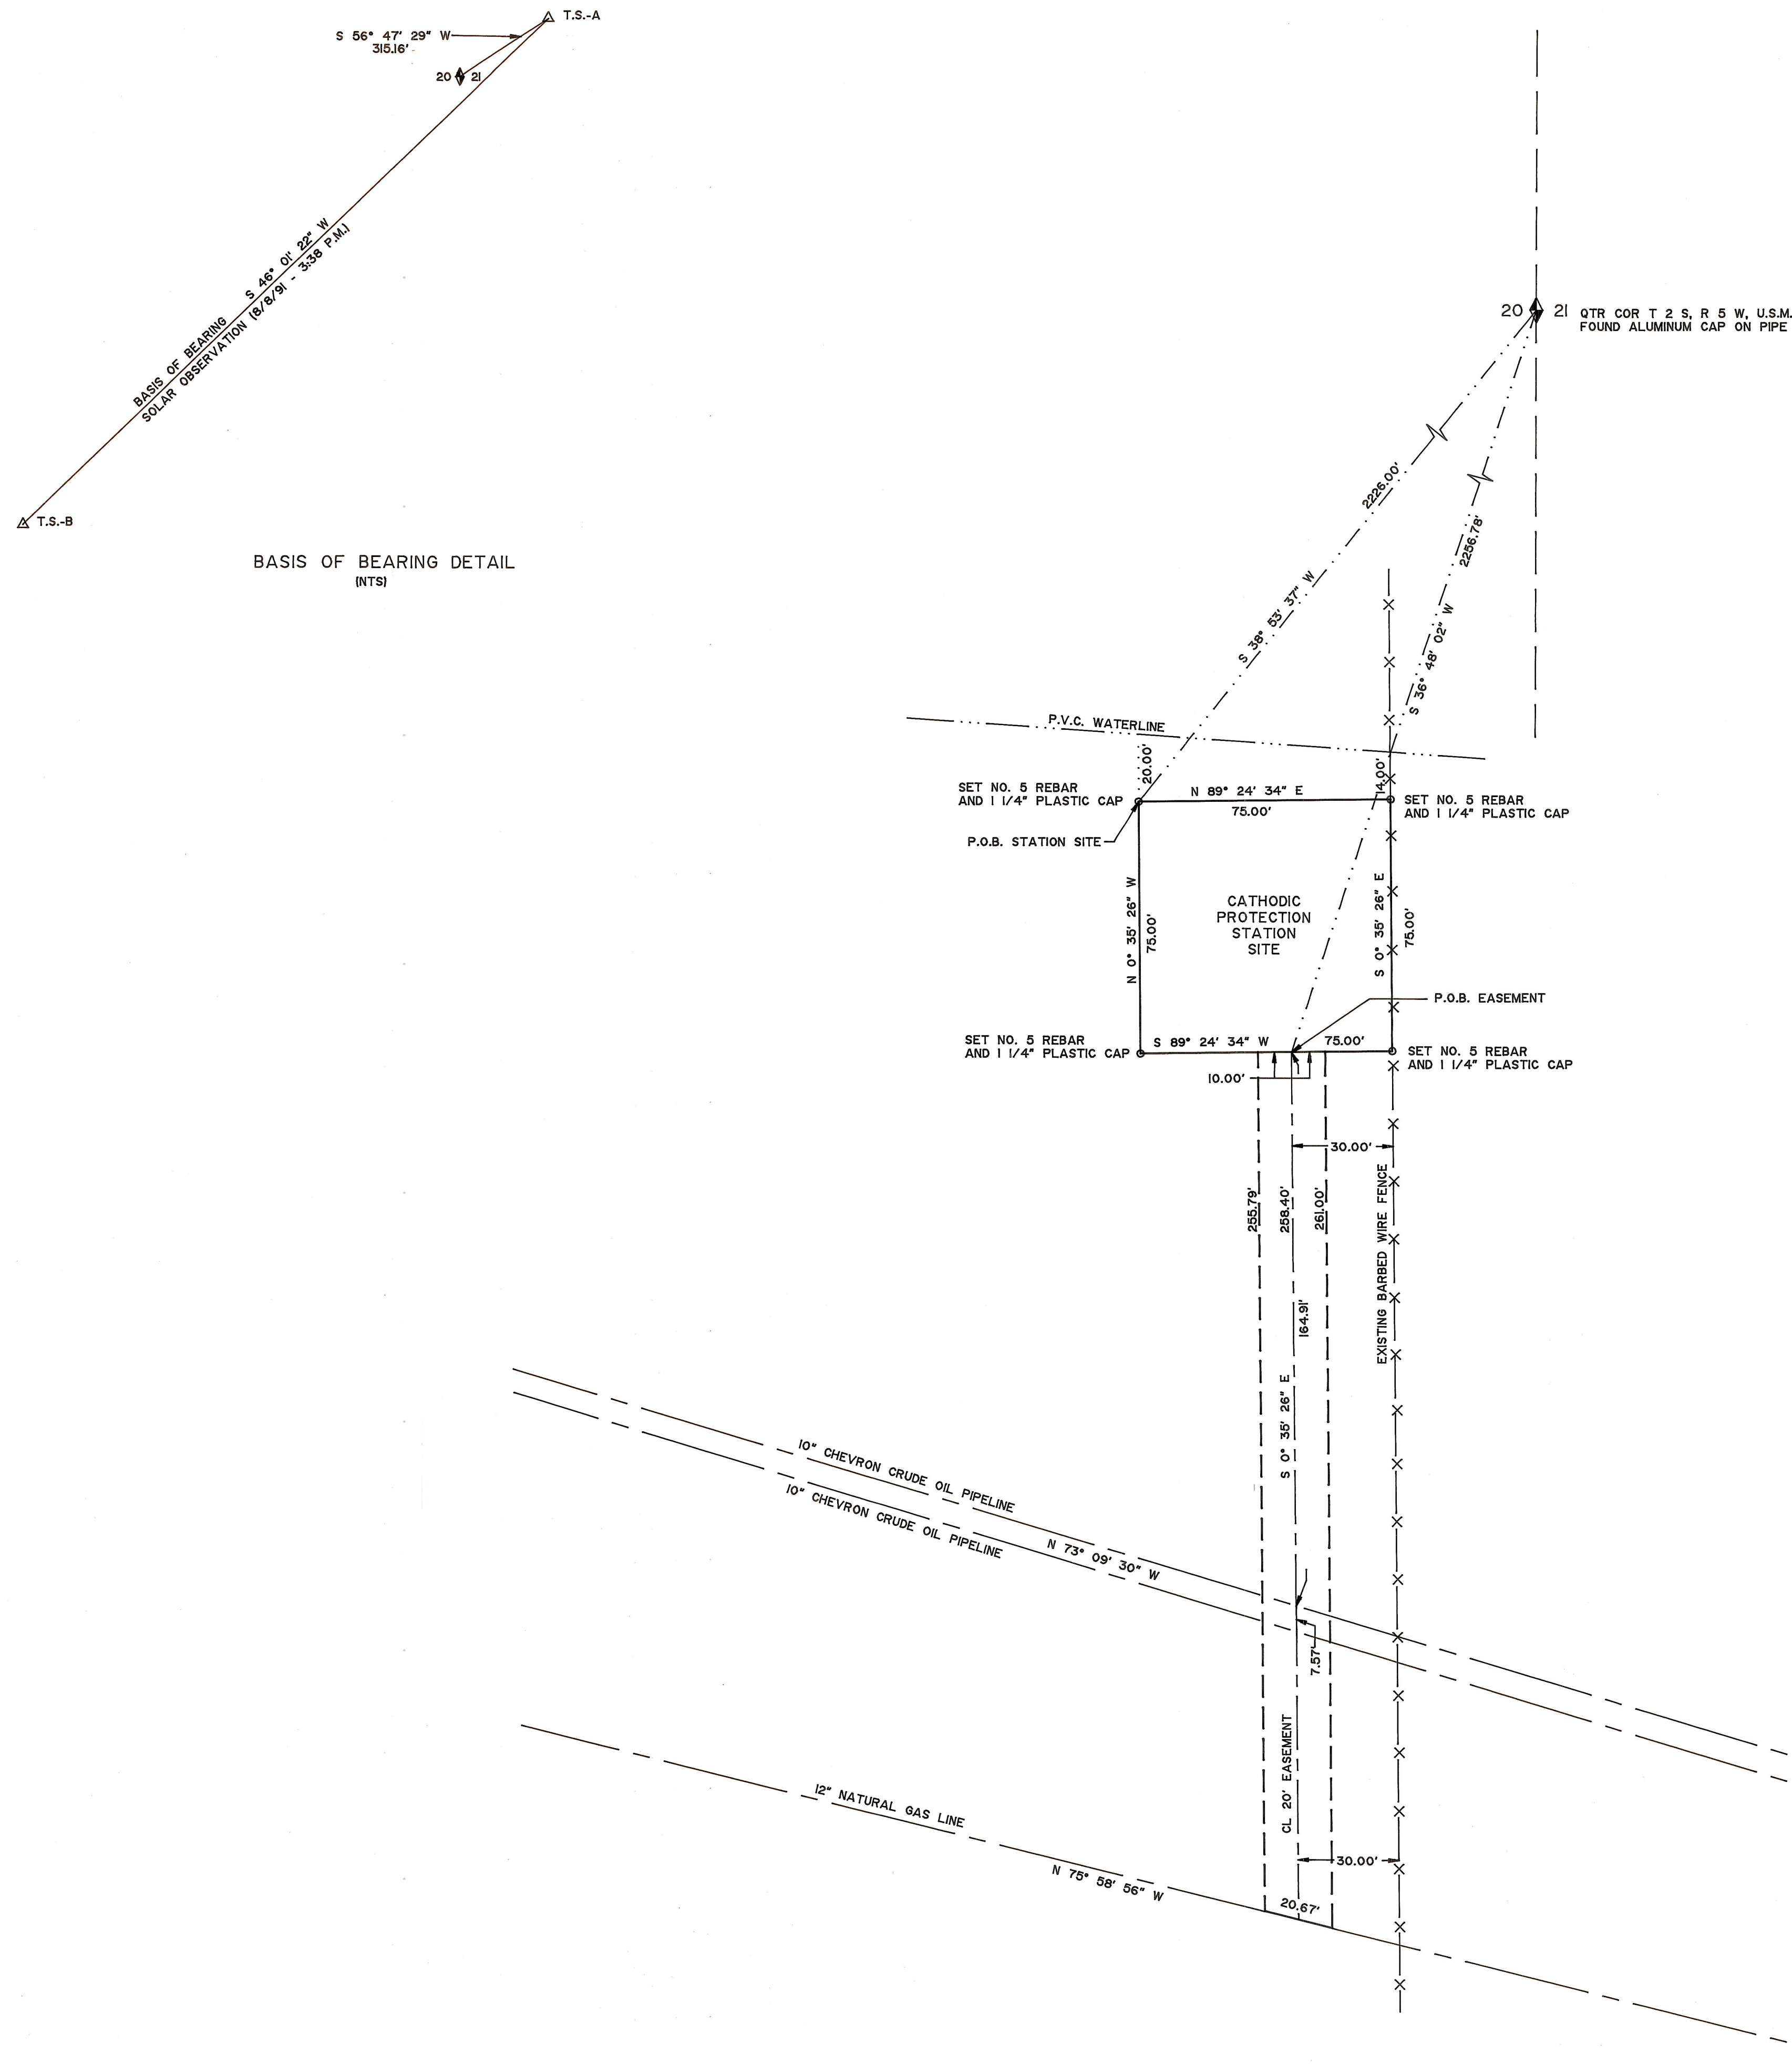 T.S.-A
S 56° 47' 29" W
315.16'
20 21
BASIS OF BEARING S 46° 01' 22" W
SOLAR OBSERVATION (8/8/91 - 3:38 P.M.)
T.S.-B
BASIS OF BEARING DETAIL
(NTS)
20 21 QTR COR T 2 S, R 5 W, U.S.M.
FOUND ALUMINUM CAP ON PIPE
2226.00'
S 38° 53' 37" W
2256.78'
S 36° 48' 02" W
P.V.C. WATERLINE
20.00'
14.00'
SET NO. 5 REBAR
AND 1 1/4" PLASTIC CAP
N 89° 24' 34" E
75.00'
SET NO. 5 REBAR
AND 1 1/4" PLASTIC CAP
P.O.B. STATION SITE
N 0° 35' 26" W
75.00'
CATHODIC
PROTECTION
STATION
SITE
S 0° 35' 26" E
75.00'
P.O.B. EASEMENT
SET NO. 5 REBAR
AND 1 1/4" PLASTIC CAP
S 89° 24' 34" W 75.00'
SET NO. 5 REBAR
AND 1 1/4" PLASTIC CAP
10.00'
30.00'
255.79'
258.40'
261.00'
EXISTING BARBED WIRE FENCE
164.91'
S 0° 35' 26" E
10" CHEVRON CRUDE OIL PIPELINE
10" CHEVRON CRUDE OIL PIPELINE
N 73° 09' 30" W
7.57'
CL 20' EASEMENT
12" NATURAL GAS LINE
N 75° 58' 56" W
30.00'
20.67'